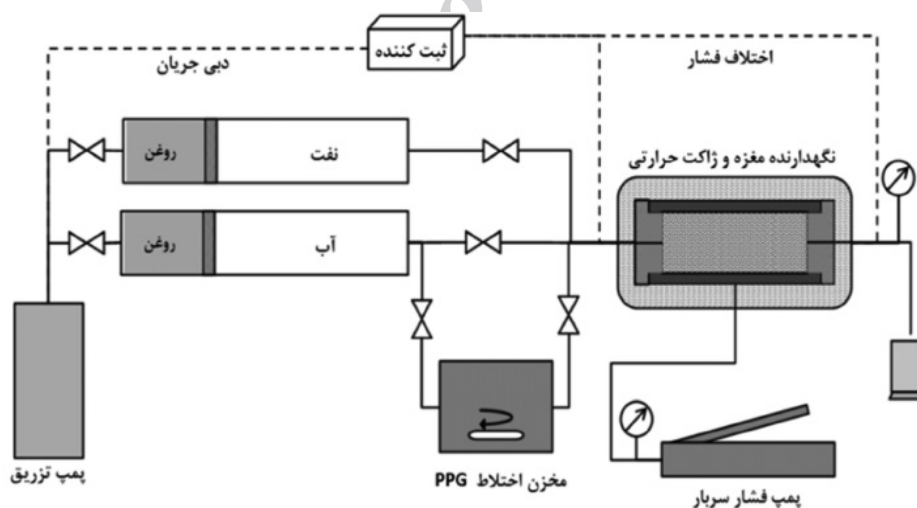 ثبت کننده
دبی جریان
اختلاف فشار
روغن
نفت
نگهدارنده مغزه و ژاکت حرارتی
روغن
آب
پمپ تزریق
مخزن اختلاط PPG
پمپ فشار سربار